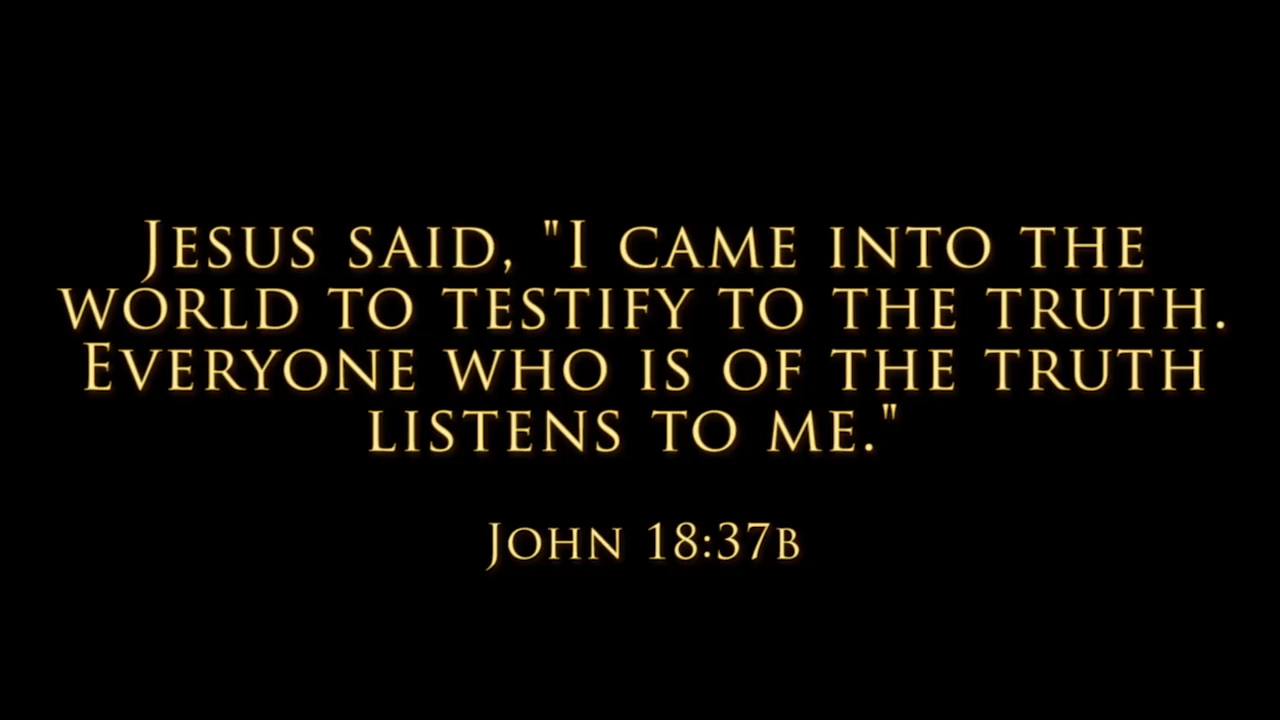 Jesus said, "I came into the
world to testify to the truth.
Everyone who is of the truth
listens to me."
John 18:37b